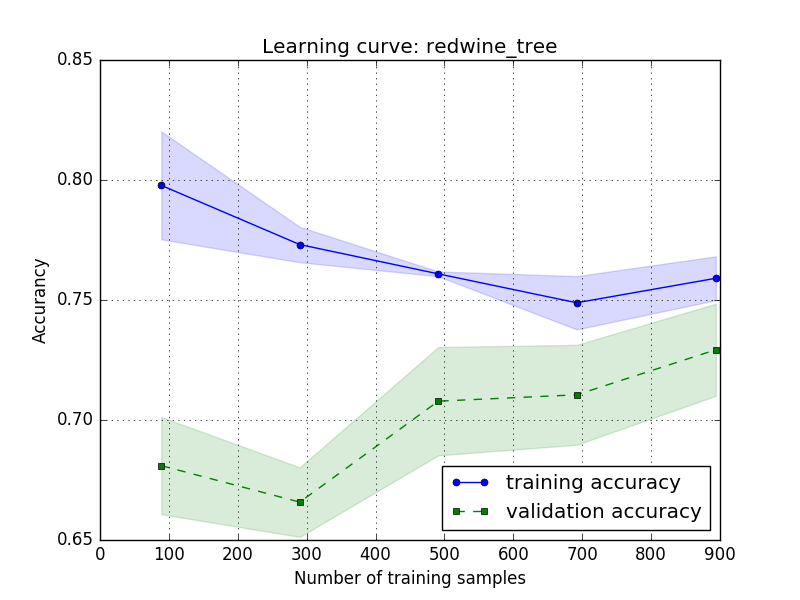 Learning curve: redwine_tree
0.85
0.80
0.75
0.70
0.65
Accurancy
training accuracy
validation accuracy
0 100 200 300 400 500 600 700 800 900
Number of training samples